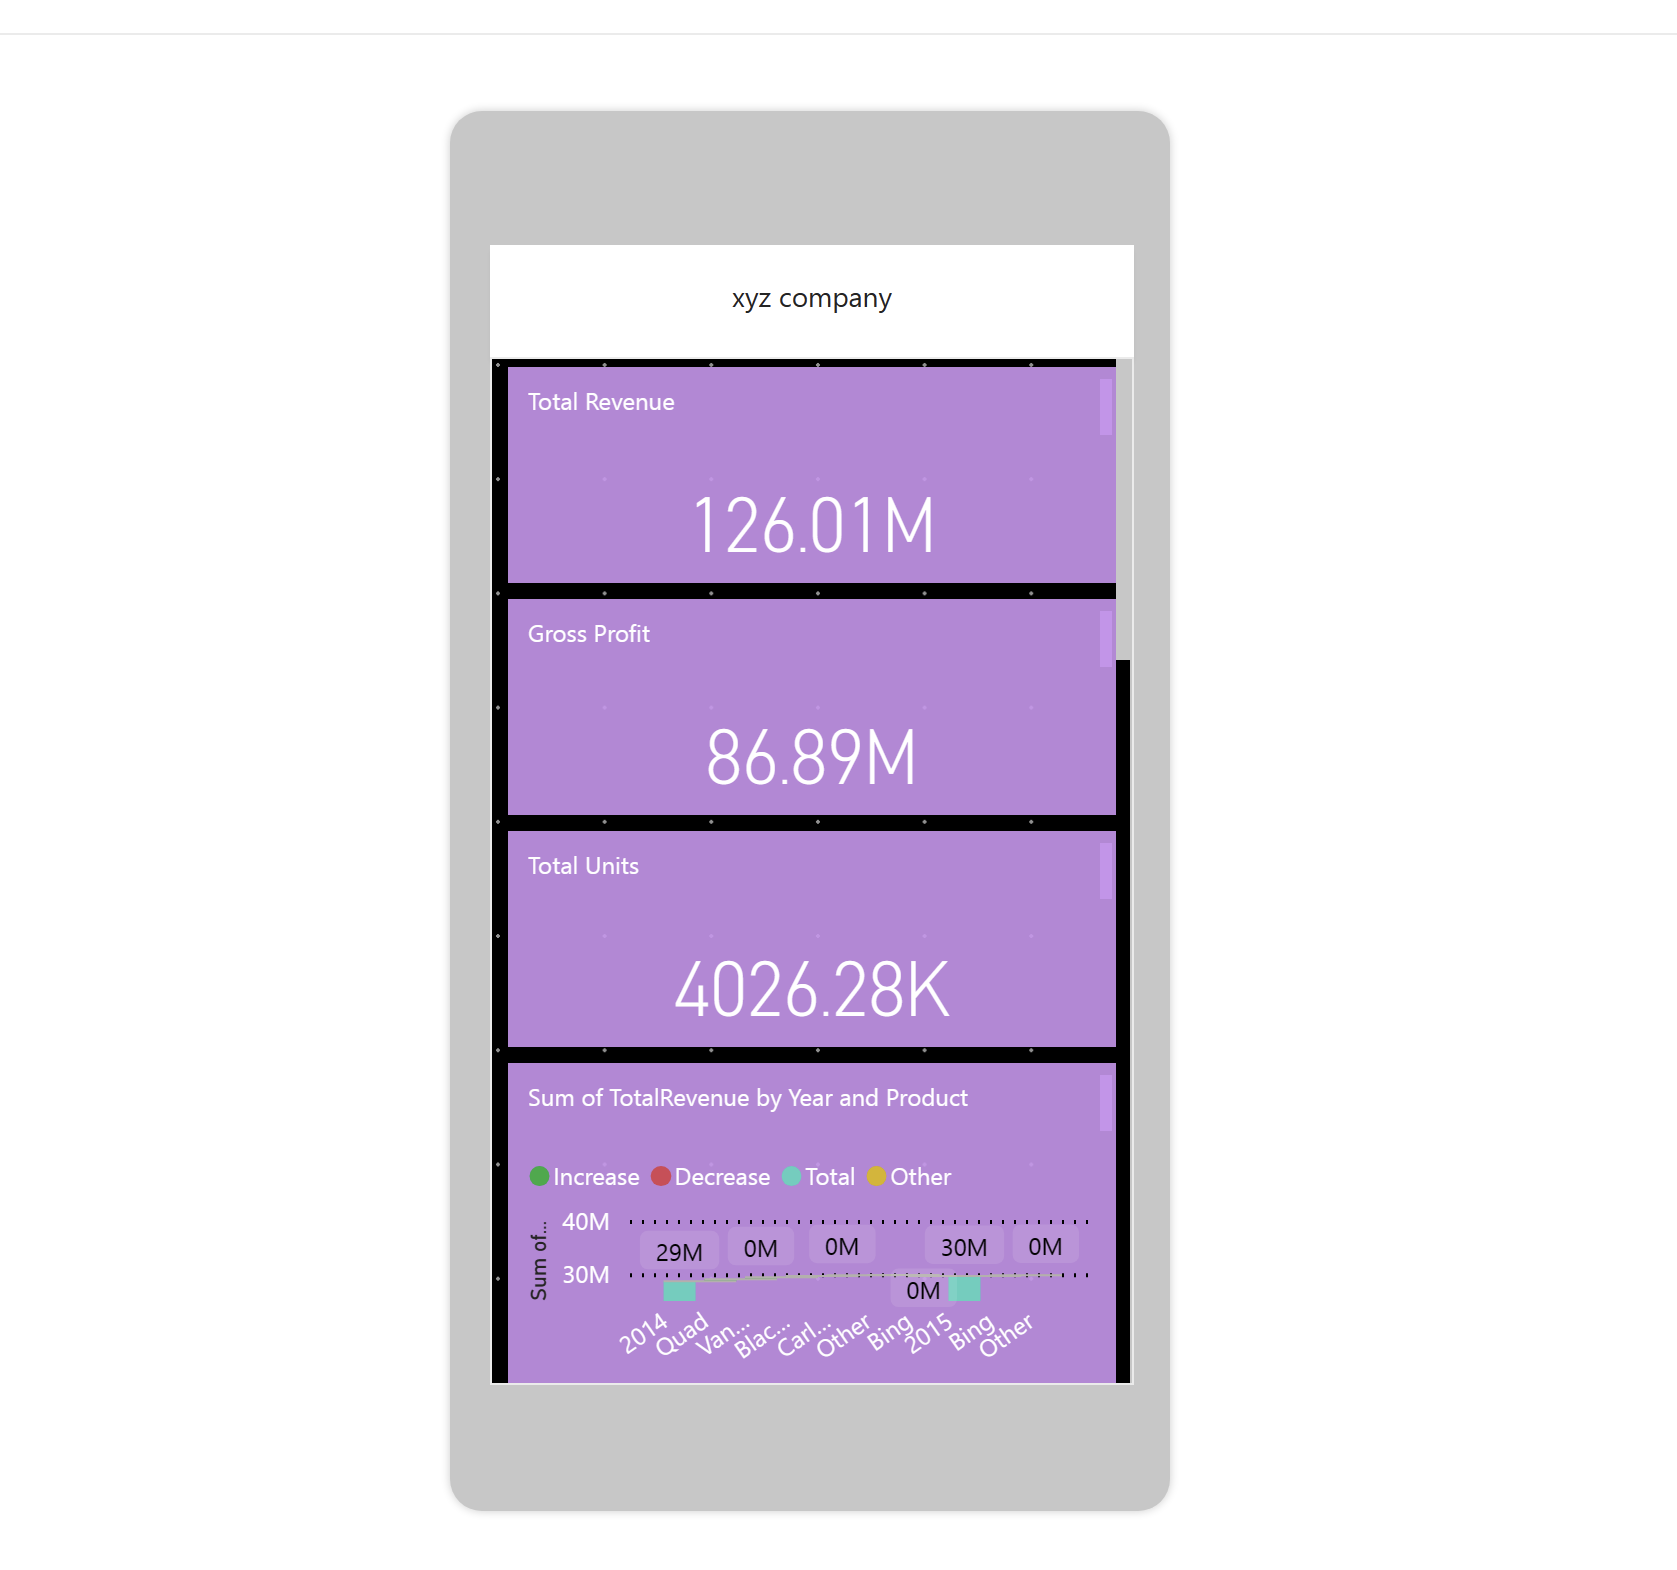 xyz company
Total Revenue
126.01M
Gross Profit
86.89M
Total Units
4026.28K
Sum of TotalRevenue by Year and Product
Increase Decrease Total Other
Sum of...
40M
30M
29M 0M 0M 30M 0M
0M
2014 Quad Van... Blac... Carl... Other Bing 2015 Bing Other